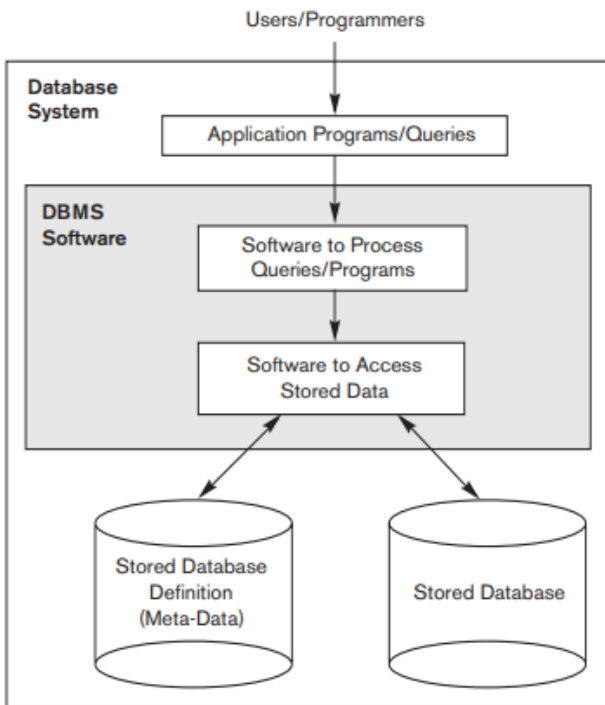 Users/Programmers
Database
System
Application Programs/Queries
DBMS
Software
Software to Process
Queries/Programs
Software to Access
Stored Data
Stored Database
Definition
(Meta-Data)
Stored Database